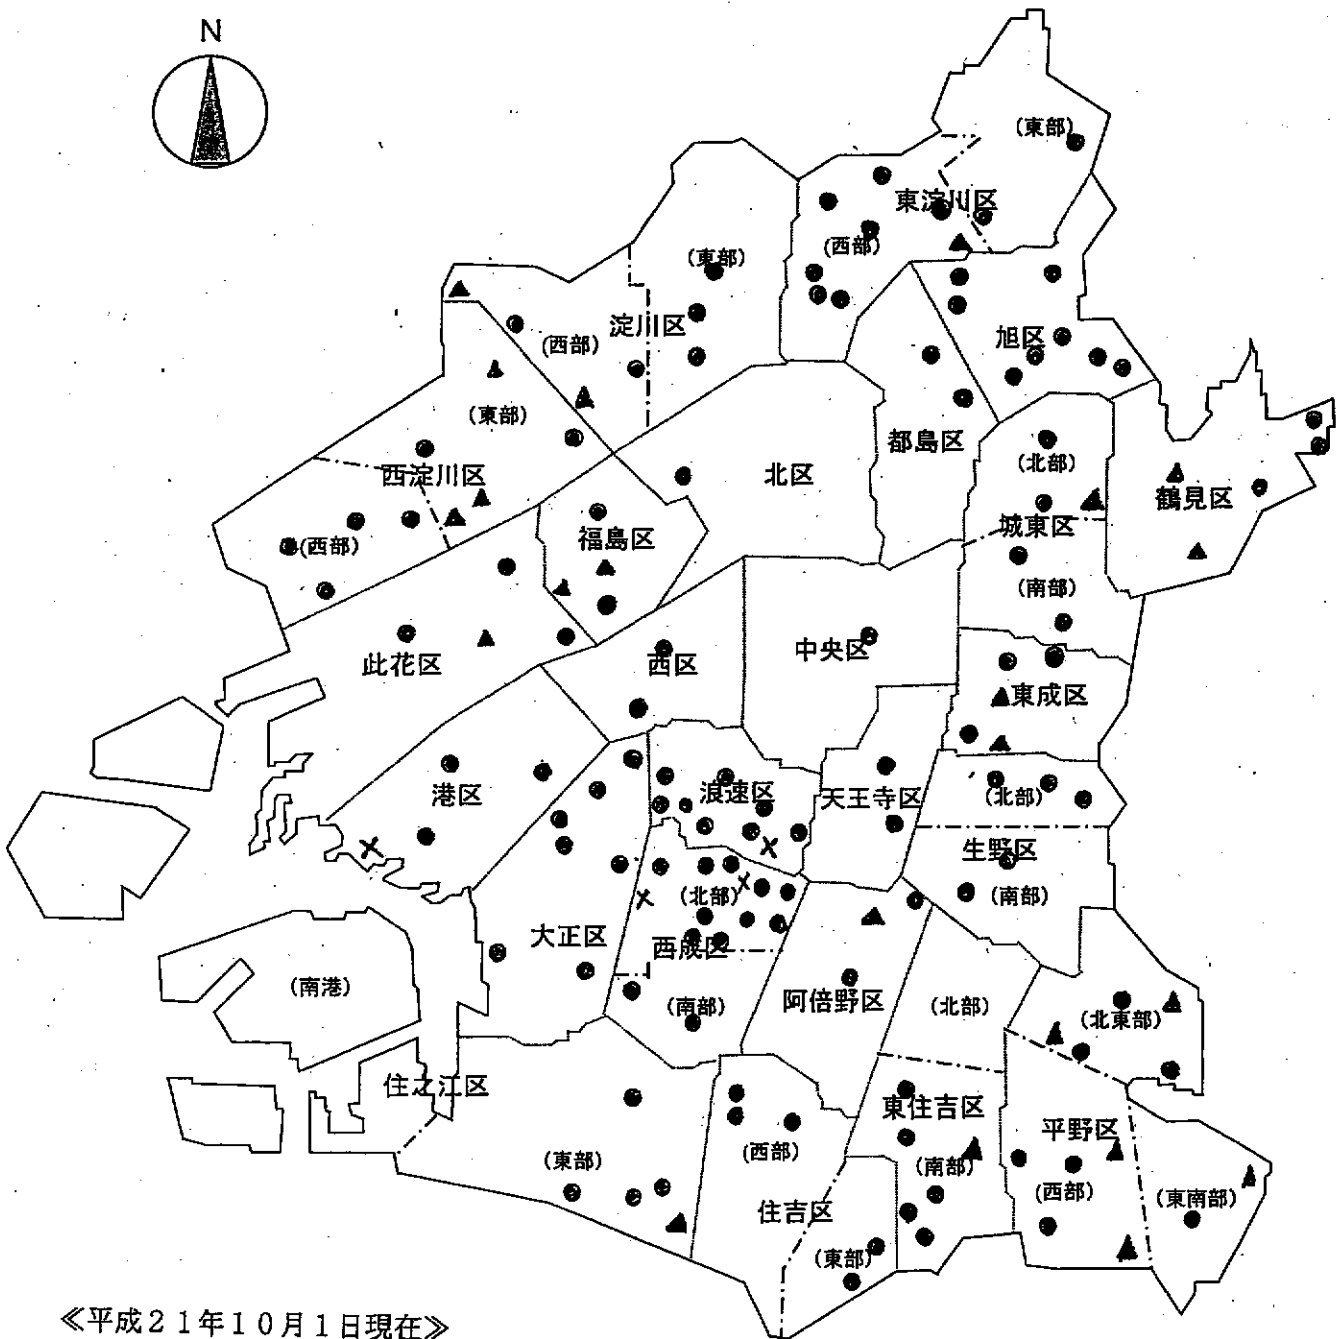 N
(東部)
東淀川区
(西部)
(東部)
淀川区
(西部)
旭区
(東部)
都島区
(北部)
西淀川区
北区
鶴見区
城東区
福島区
(西部)
(南部)
中央区
西区
此花区
東成区
港区
浪速区
天王寺区
(北部)
生野区
(北部)
(南部)
大正区
西成区
(南港)
(南部)
阿倍野区
(北部)
(北東部)
住之江区
東住吉区
平野区
(東部)
(西部)
(南部)
(西部)
(東南部)
住吉区
(東部)
≪平成21年10月1日現在≫